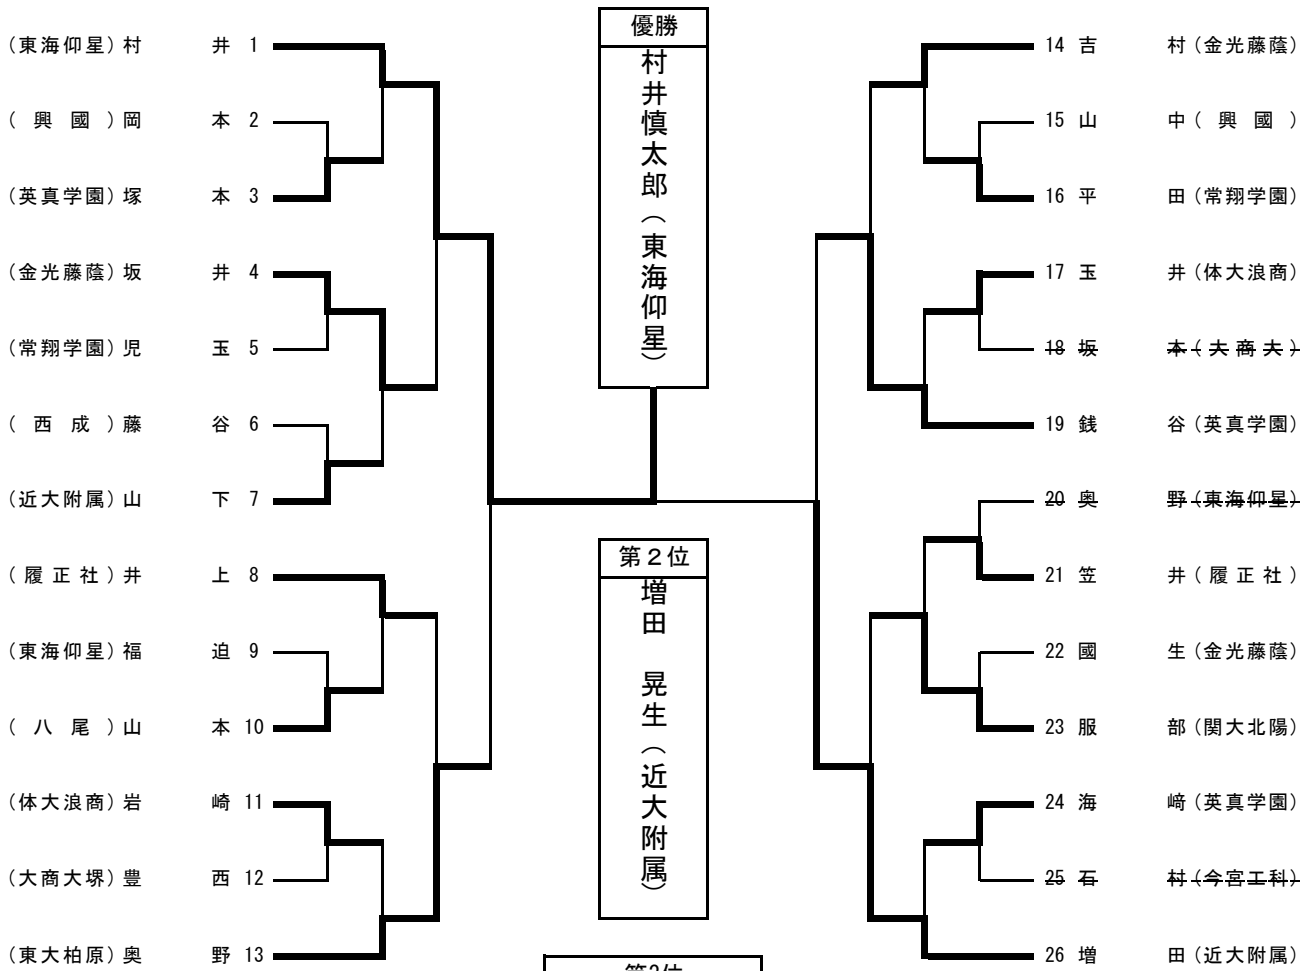 (東海仰星) 村 井 1
( 興 國 ) 岡 本 2
(英真学園) 塚 本 3
(金光藤蔭) 坂 井 4
(常翔学園) 児 玉 5
( 西 成 ) 藤 谷 6
(近大附属) 山 下 7
( 履 正 社 ) 井 上 8
(東海仰星) 福 迫 9
( 八 尾 ) 山 本 10
(体大浪商) 岩 崎 11
(大商大堺) 豊 西 12
(東大柏原) 奥 野 13
優勝
村井慎太郎(東海仰星)
第2位
増田 晃生(近大附属)
第3位
14 吉 村 (金光藤蔭)
15 山 中 ( 興 國 )
16 平 田 (常翔学園)
17 玉 井 (体大浪商)
18 坂 本 ( 大 商 大 )
19 銭 谷 (英真学園)
20 奥 野 (東海仰星)
21 笠 井 ( 履 正 社 )
22 國 生 (金光藤蔭)
23 服 部 (関大北陽)
24 海 﨑 (英真学園)
25 石 村 (今宮工科)
26 増 田 (近大附属)